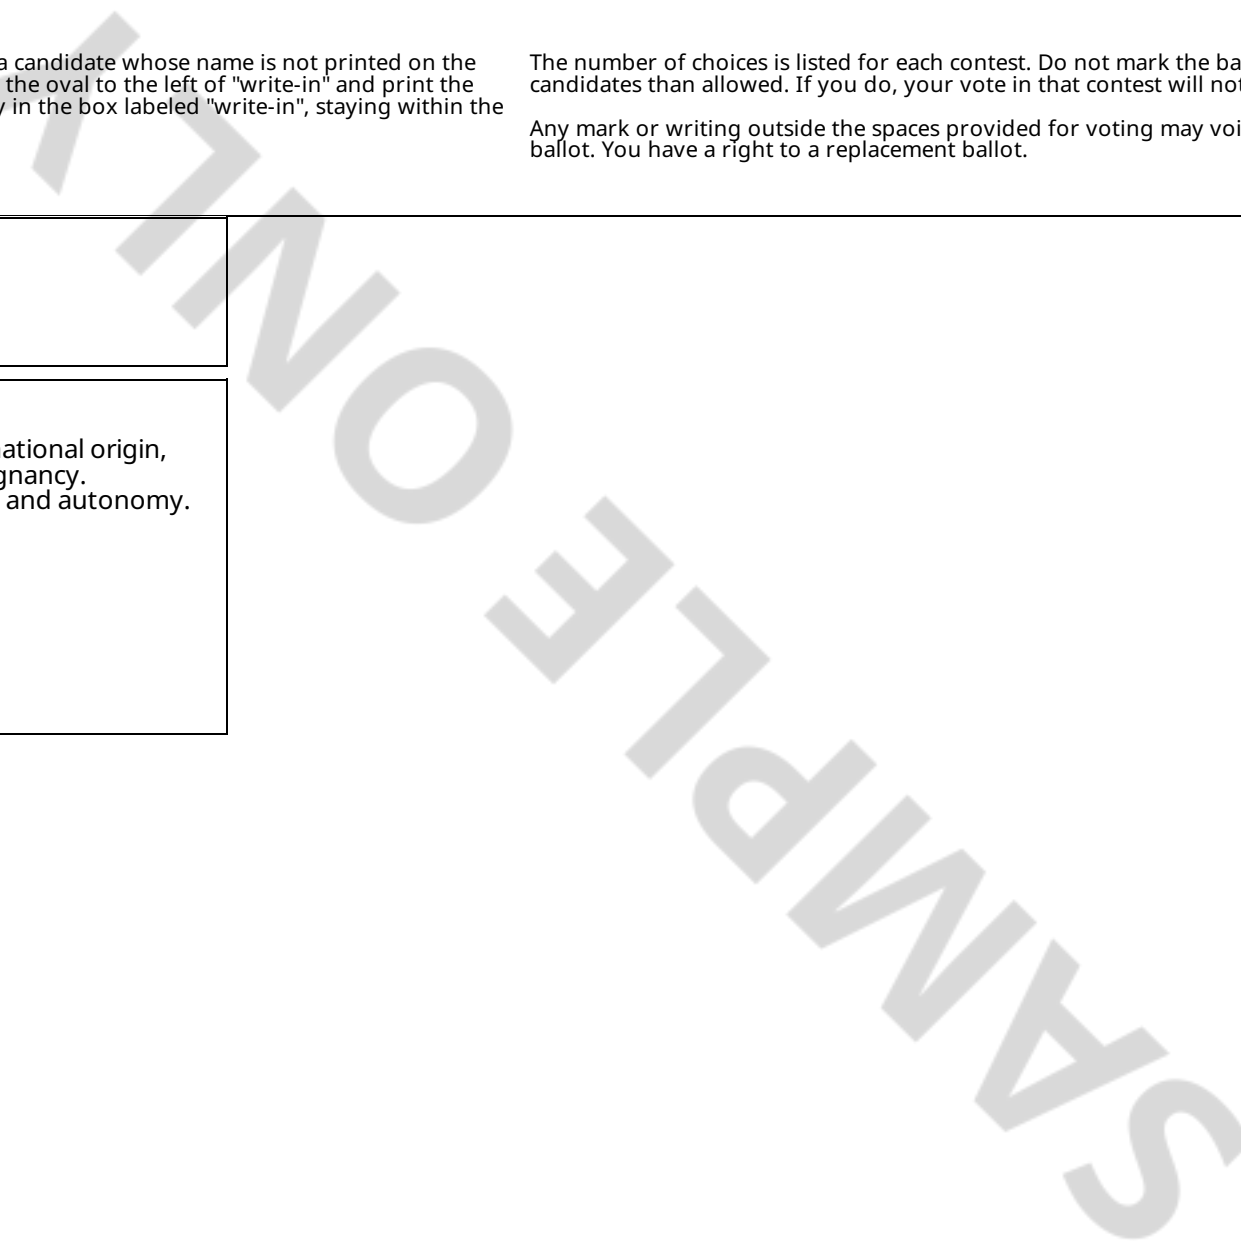 a candidate whose name is not printed on the
the oval to the left of "write-in" and print the
in the box labeled "write-in", staying within the
The number of choices is listed for each contest. Do not mark the
candidates than allowed. If you do, your vote in that contest will not
Any mark or writing outside the spaces provided for voting may
ballot. You have a right to a replacement ballot.
origin,
and autonomy.
SAMPLE ONLY